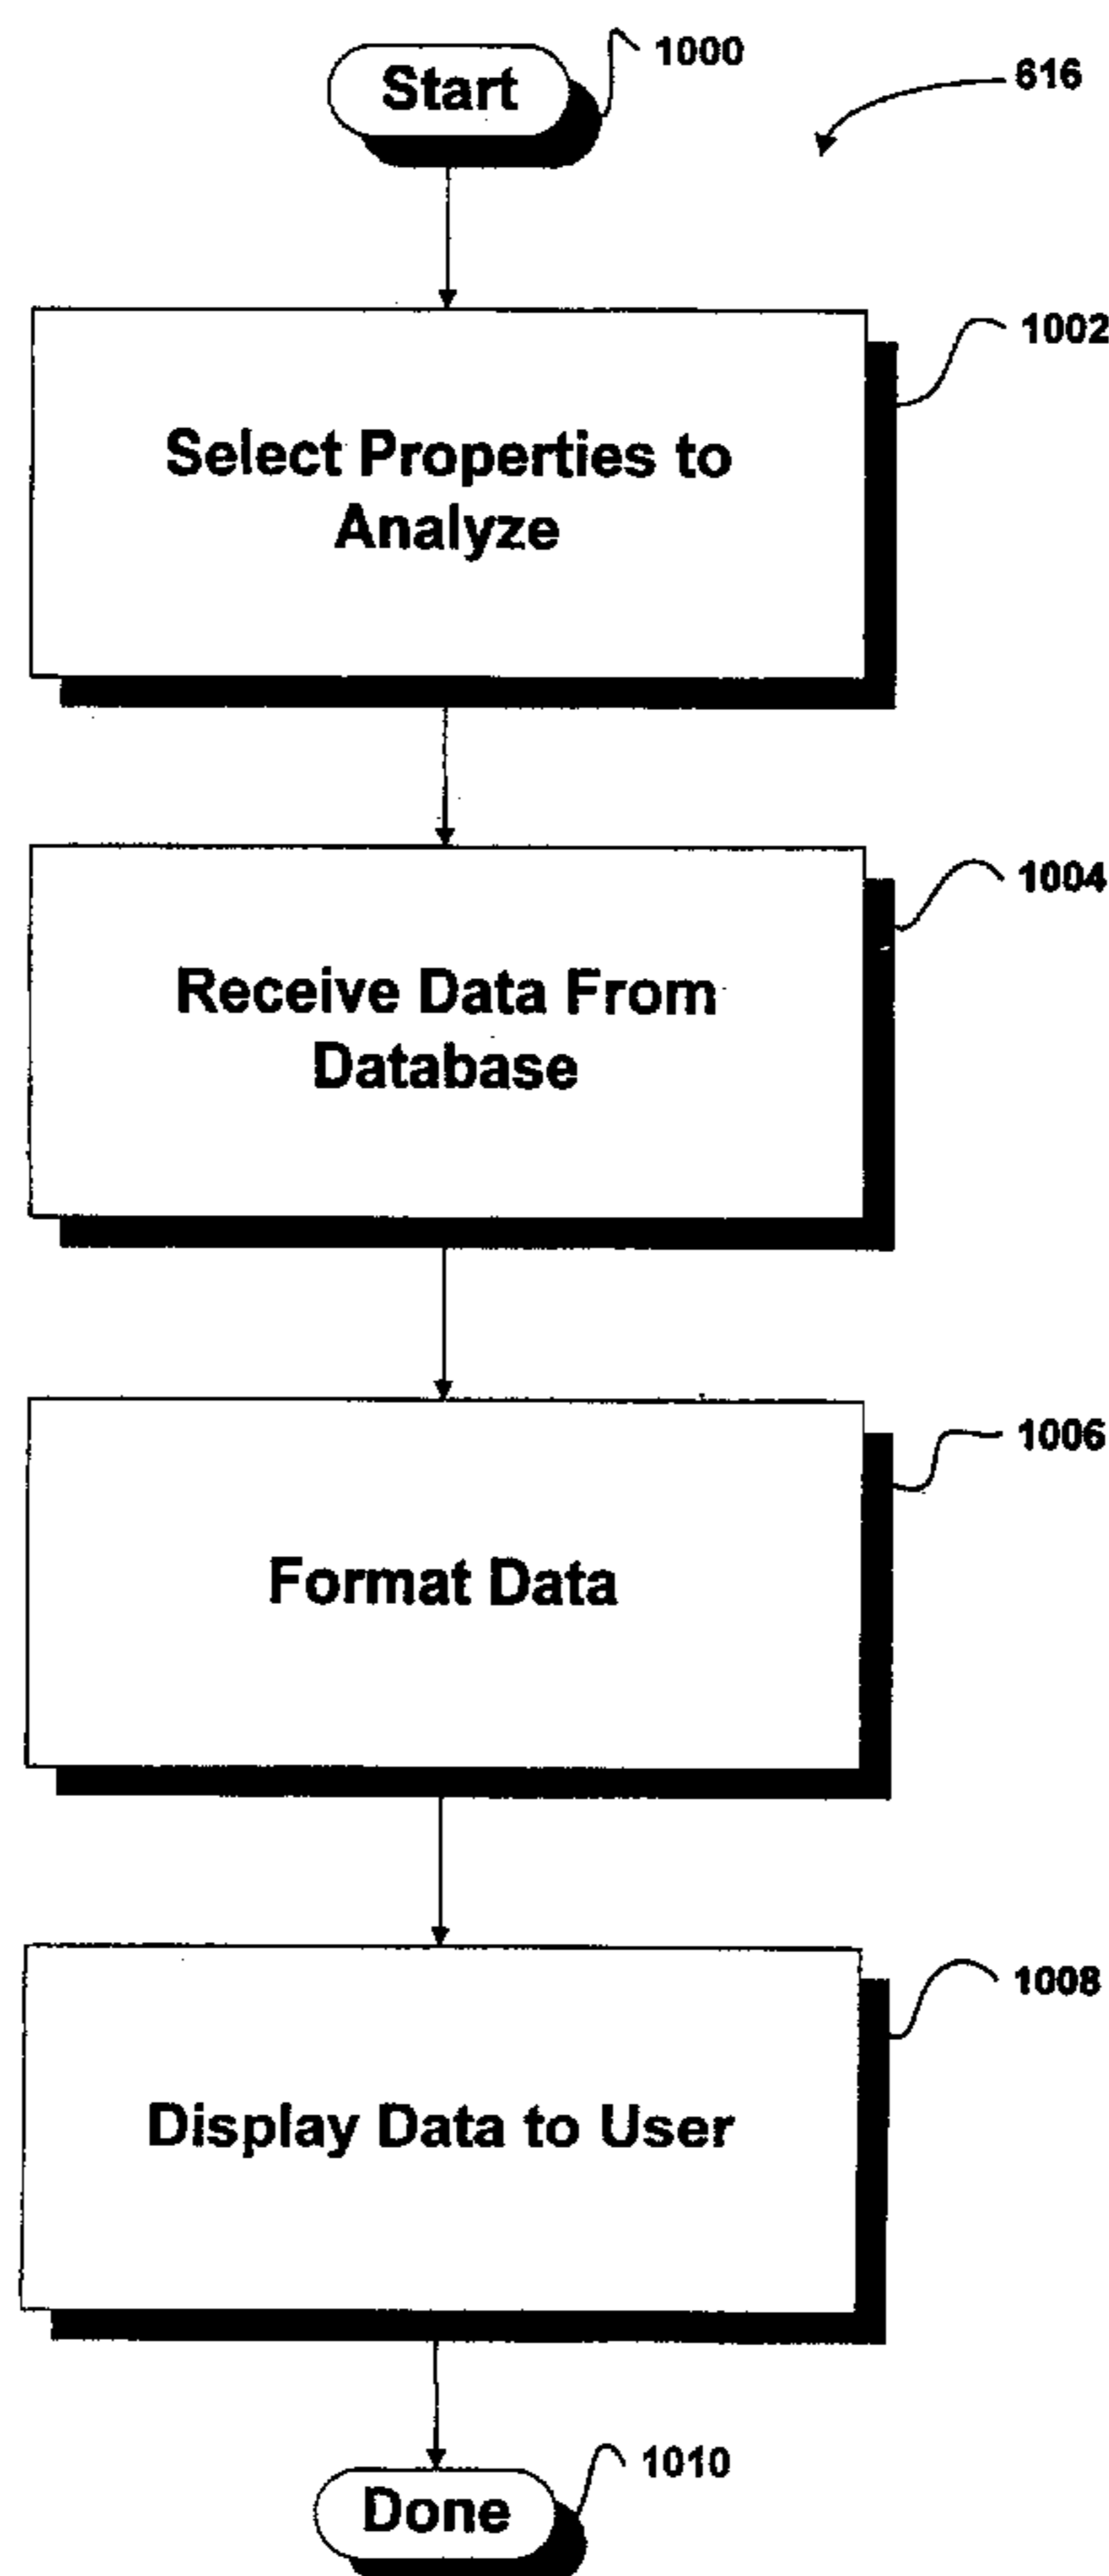 Start
1000
616
Select Properties to
Analyze
1002
Receive Data From
Database
1004
Format Data
1006
Display Data to User
1008
Done
1010